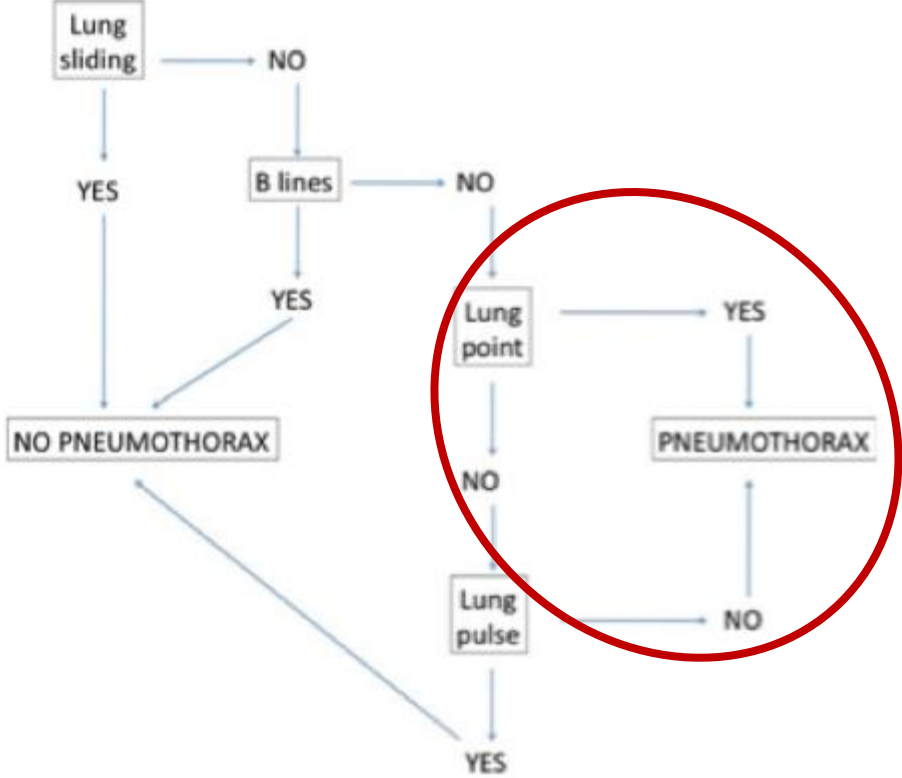 Lung
sliding
NO
YES
B lines
NO
YES
Lung
point
YES
NO PNEUMOTHORAX
PNEUMOTHORAX
NO
Lung
pulse
NO
YES